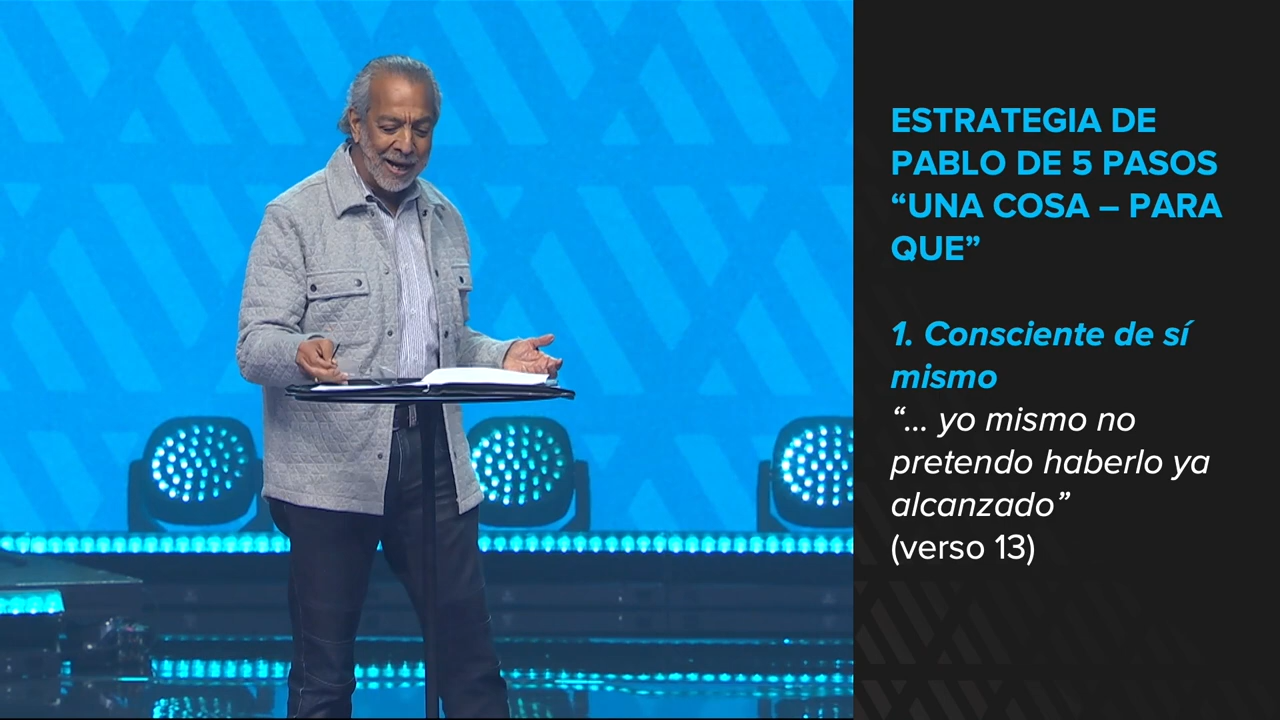 ESTRATEGIA DE
PABLO DE 5 PASOS
“UNA COSA – PARA
QUE”
1. Consciente de sí
mismo
“... yo mismo no
pretendo haberlo ya
alcanzado”
(verso 13)